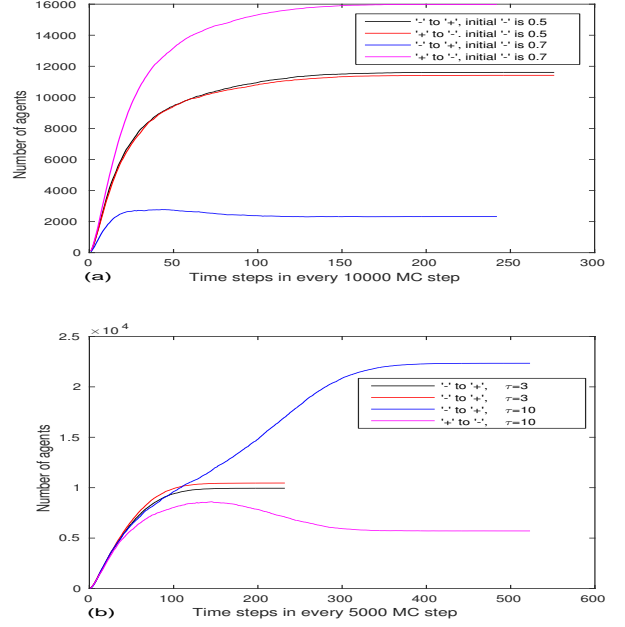 16000
14000
12000
10000
8000
6000
4000
2000
0
Number of agents
'-' to '+', initial '-' is 0.5
'+' to '-'. initial '-' is 0.5
'-' to '+', initial '-' is 0.7
'+' to '-', initial '-' is 0.7
0 50 100 150 200 250 300
(a) Time steps in every 10000 MC step
×10^4
2.5
2
1.5
1
0.5
0
Number of agents
'-' to '+', τ=3
'-' to '+', τ=3
'-' to '+', τ=10
'+' to '-', τ=10
0 100 200 300 400 500 600
(b) Time steps in every 5000 MC step